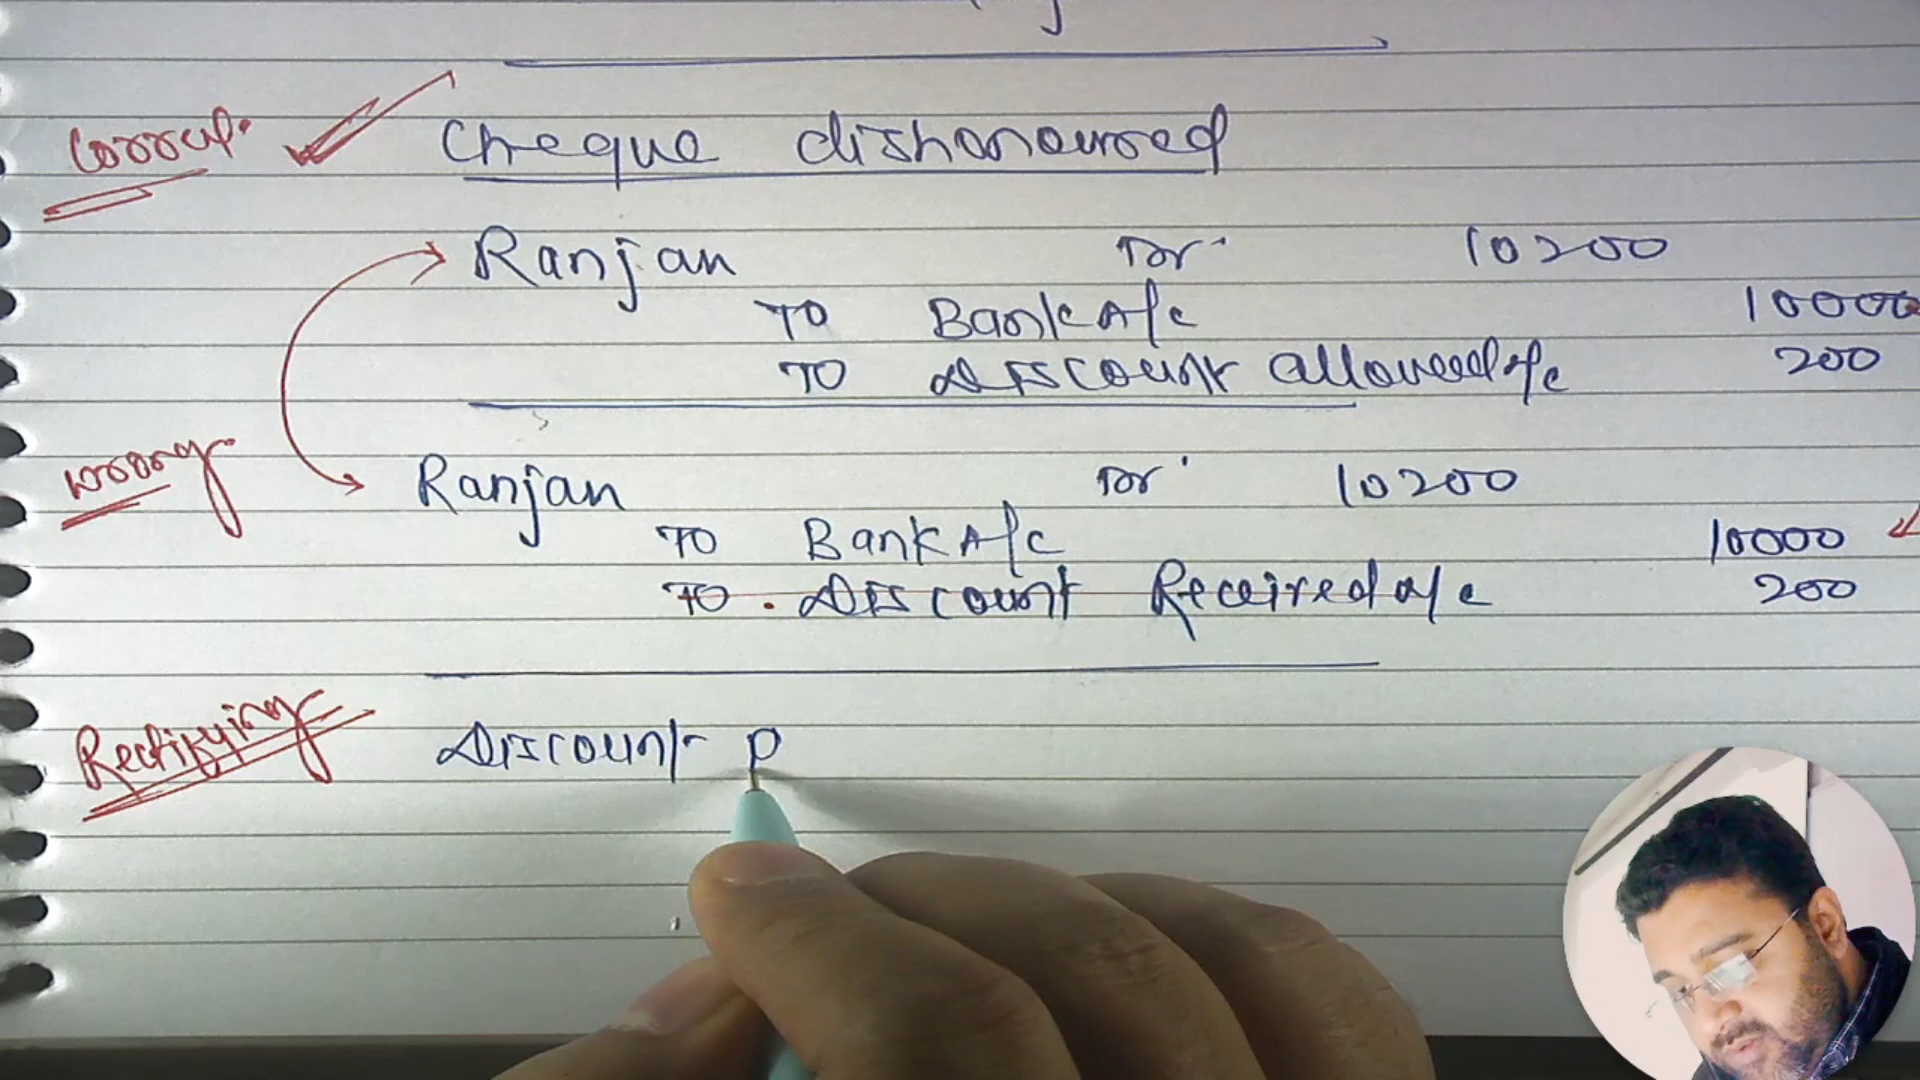 Correct. Cheque dishonoured
Ranjan Dr. 10200
TO Bank A/c 10000
TO Discount allowed A/c 200
wrong.
Ranjan Dr. 10200
TO Bank A/c 10000
TO. Discount Received A/c 200
Rectifying Discount